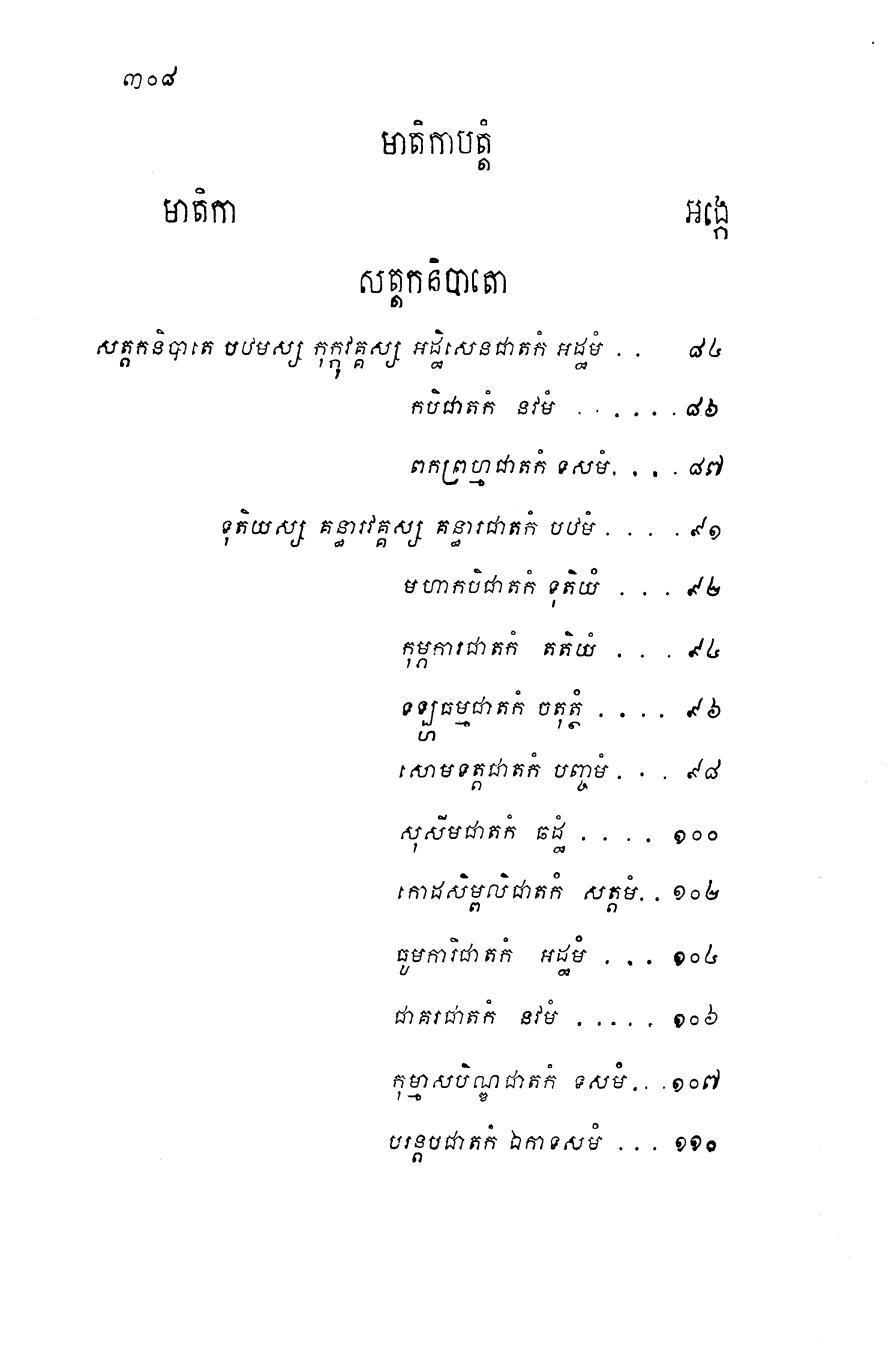 ៣០៨
មាតិកាបត្តំ
មាតិកា អង្កេ
សត្តកនិបាតោ
សត្តកនិបាតេ បឋមស្ស កុក្កុវគ្គស្ស អដ្ឋិសេនជាតកំ អដ្ឋមំ . . ៨៤
កបិជាតកំ នវមំ . . . . . . ៨៦
ពកព្រហ្មជាតកំ ទសមំ. . . . ៨៧
ទុតិយស្ស គន្ធារវគ្គស្ស គន្ធារជាតកំ បឋមំ . . . . . ៩១
មហាកបិជាតកំ ទុតិយំ . . . ៩២
កុម្ភការជាតកំ តតិយំ . . . ៩៤
ទឡ្ហធម្មជាតកំ ចតុត្ថំ . . . . ៩៦
សោមទត្តជាតកំ បញ្ចមំ . . . ៩៨
សុសីមជាតកំ ឆដ្ឋំ . . . . ១០០
កោដសិម្ពលិជាតកំ សត្តមំ. . ១០២
ធូមការិជាតកំ អដ្ឋមំ . . . ១០៤
ជាគរជាតកំ នវមំ . . . . . ១០៦
កុម្មាសបិណ្ឌជាតកំ ទសមំ. . . ១០៧
បរន្តបជាតកំ ឯកាទសមំ . . . ១១០